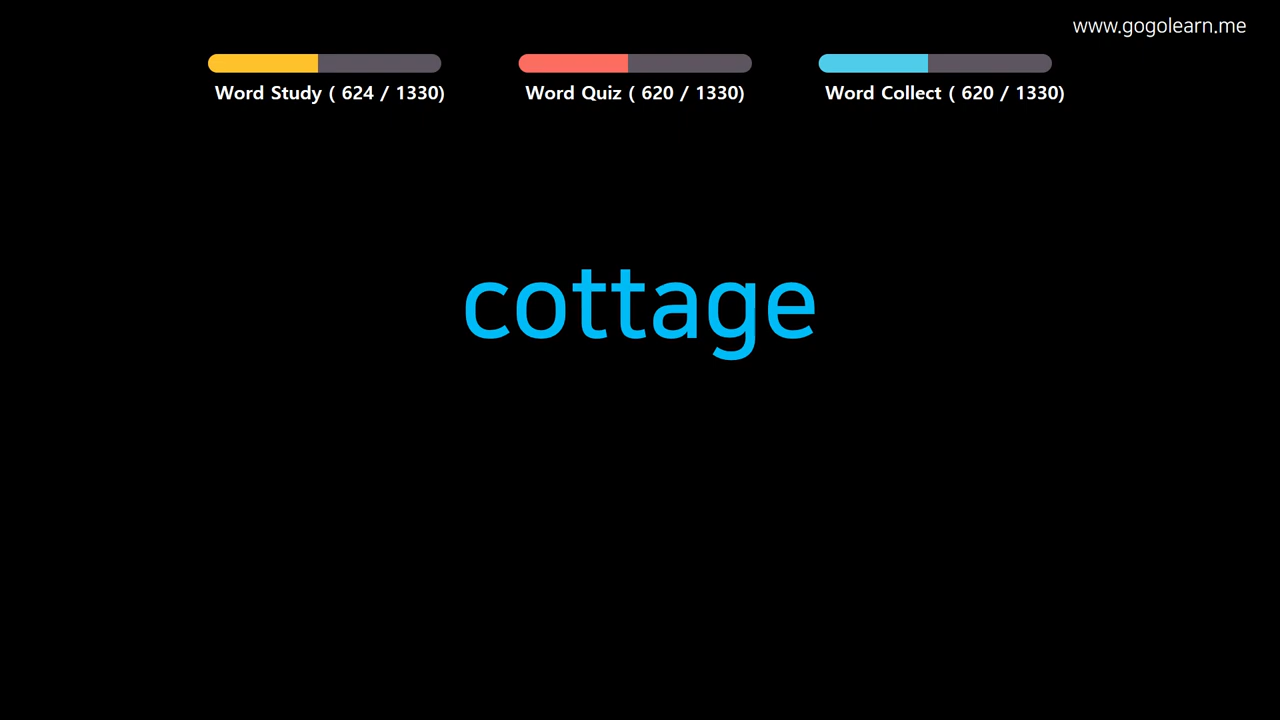 www.gogolearn.me
Word Study ( 624 / 1330)
Word Quiz ( 620 / 1330)
Word Collect ( 620 / 1330)
cottage